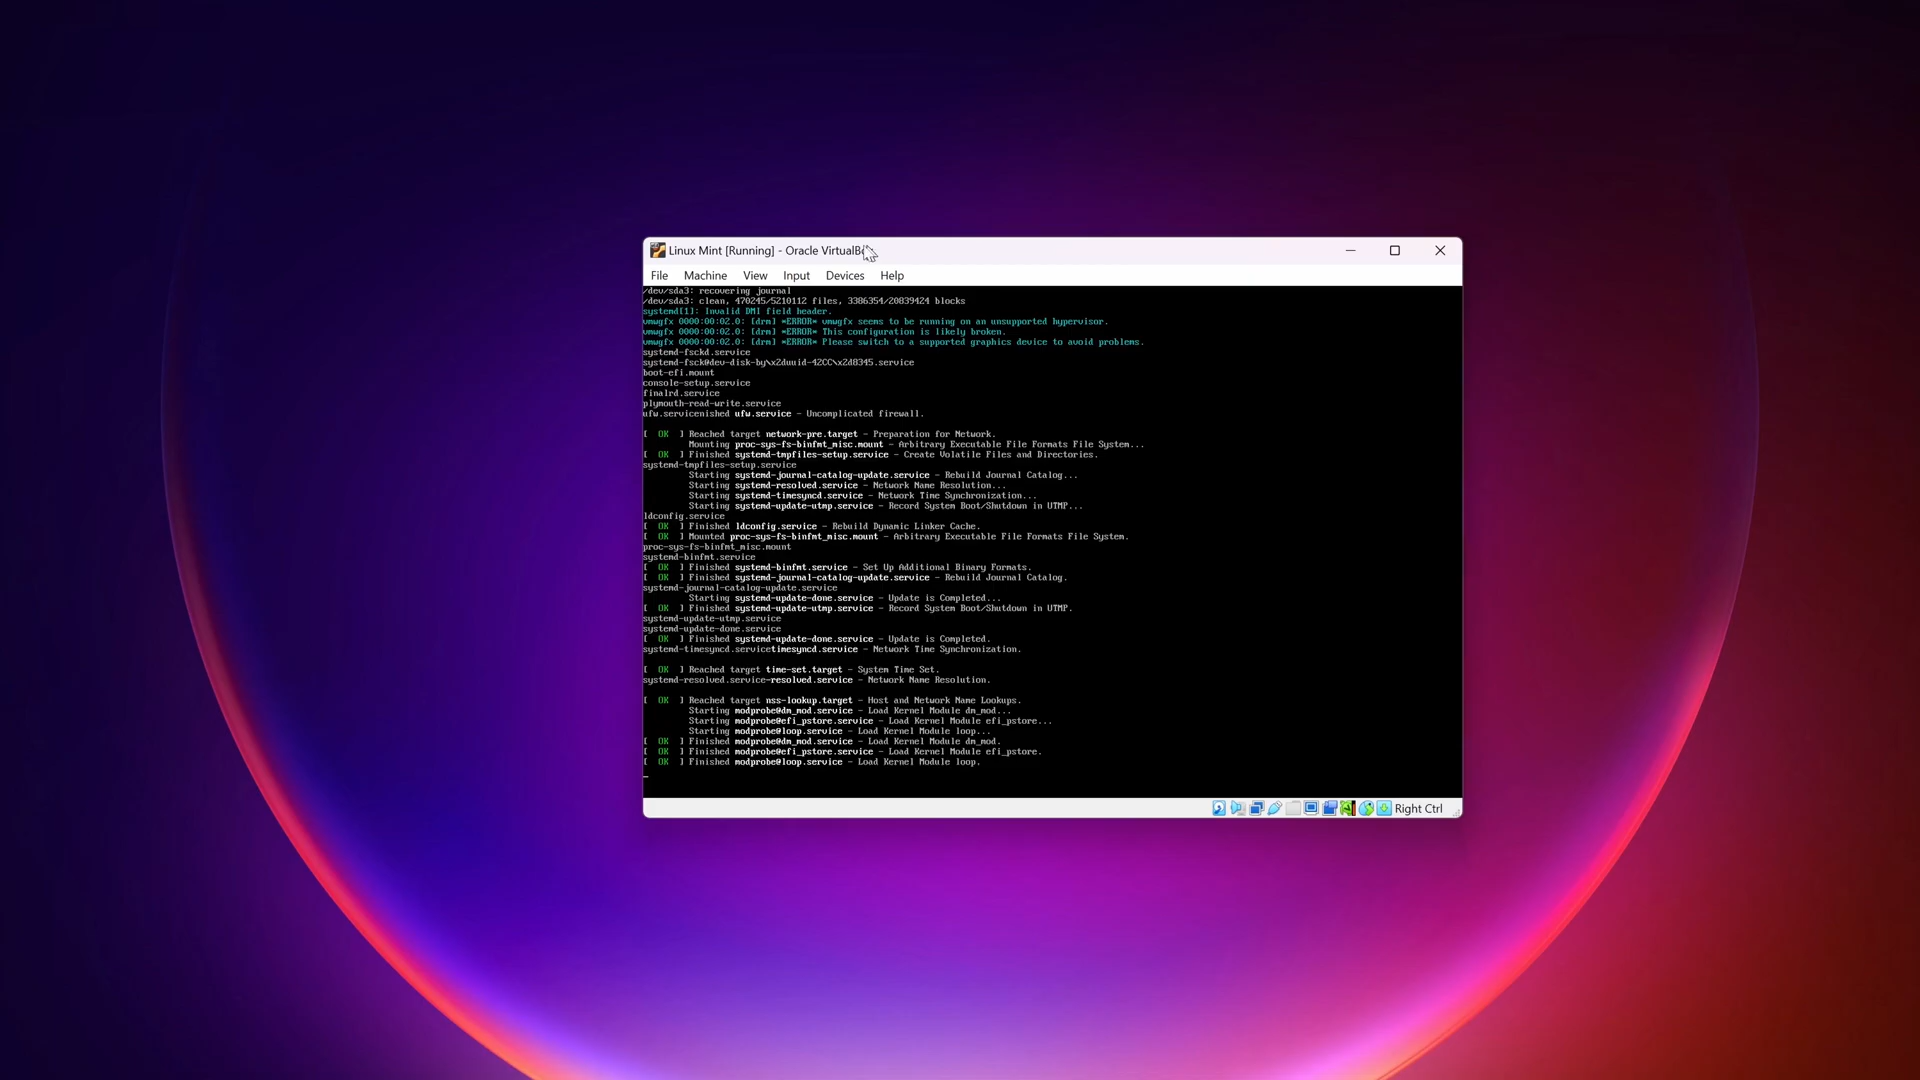 Linux Mint [Running] - Oracle VirtualB
File Machine View Input Devices Help
/dev/sda3: recovering journal
/dev/sda3: clean, 470245/5210112 files, 3386354/20839424 blocks
systemd[1]: Invalid DMI field header.
vmwgfx 0000:00:02.0: [drm] *ERROR* vmwgfx seems to be running on an unsupported hypervisor.
vmwgfx 0000:00:02.0: [drm] *ERROR* This configuration is likely broken.
vmwgfx 0000:00:02.0: [drm] *ERROR* Please switch to a supported graphics device to avoid problems.
systemd-fsckd.service
systemd-fsck@dev-disk-by\x2duuid-42CC\x2d8345.service
boot-efi.mount
console-setup.service
finalrd.service
plymouth-read-write.service
ufw.servicenished ufw.service - Uncomplicated firewall.
[  OK  ] Reached target network-pre.target - Preparation for Network.
Mounting proc-sys-fs-binfmt_misc.mount - Arbitrary Executable File Formats File System...
[  OK  ] Finished systemd-tmpfiles-setup.service - Create Volatile Files and Directories.
systemd-tmpfiles-setup.service
Starting systemd-journal-catalog-update.service - Rebuild Journal Catalog...
Starting systemd-resolved.service - Network Name Resolution...
Starting systemd-timesyncd.service - Network Time Synchronization...
Starting systemd-update-utmp.service - Record System Boot/Shutdown in UTMP...
ldconfig.service
[  OK  ] Finished ldconfig.service - Rebuild Dynamic Linker Cache.
[  OK  ] Mounted proc-sys-fs-binfmt_misc.mount - Arbitrary Executable File Formats File System.
proc-sys-fs-binfmt_misc.mount
systemd-binfmt.service
[  OK  ] Finished systemd-binfmt.service - Set Up Additional Binary Formats.
[  OK  ] Finished systemd-journal-catalog-update.service - Rebuild Journal Catalog.
systemd-journal-catalog-update.service
Starting systemd-update-done.service - Update is Completed...
[  OK  ] Finished systemd-update-utmp.service - Record System Boot/Shutdown in UTMP.
systemd-update-utmp.service
systemd-update-done.service
[  OK  ] Finished systemd-update-done.service - Update is Completed.
systemd-timesyncd.servicetimesyncd.service - Network Time Synchronization.
[  OK  ] Reached target time-set.target - System Time Set.
systemd-resolved.service-resolved.service - Network Name Resolution.
[  OK  ] Reached target nss-lookup.target - Host and Network Name Lookups.
Starting modprobe@dm_mod.service - Load Kernel Module dm_mod...
Starting modprobe@efi_pstore.service - Load Kernel Module efi_pstore...
Starting modprobe@loop.service - Load Kernel Module loop...
[  OK  ] Finished modprobe@dm_mod.service - Load Kernel Module dm_mod.
[  OK  ] Finished modprobe@efi_pstore.service - Load Kernel Module efi_pstore.
[  OK  ] Finished modprobe@loop.service - Load Kernel Module loop.
Right Ctrl